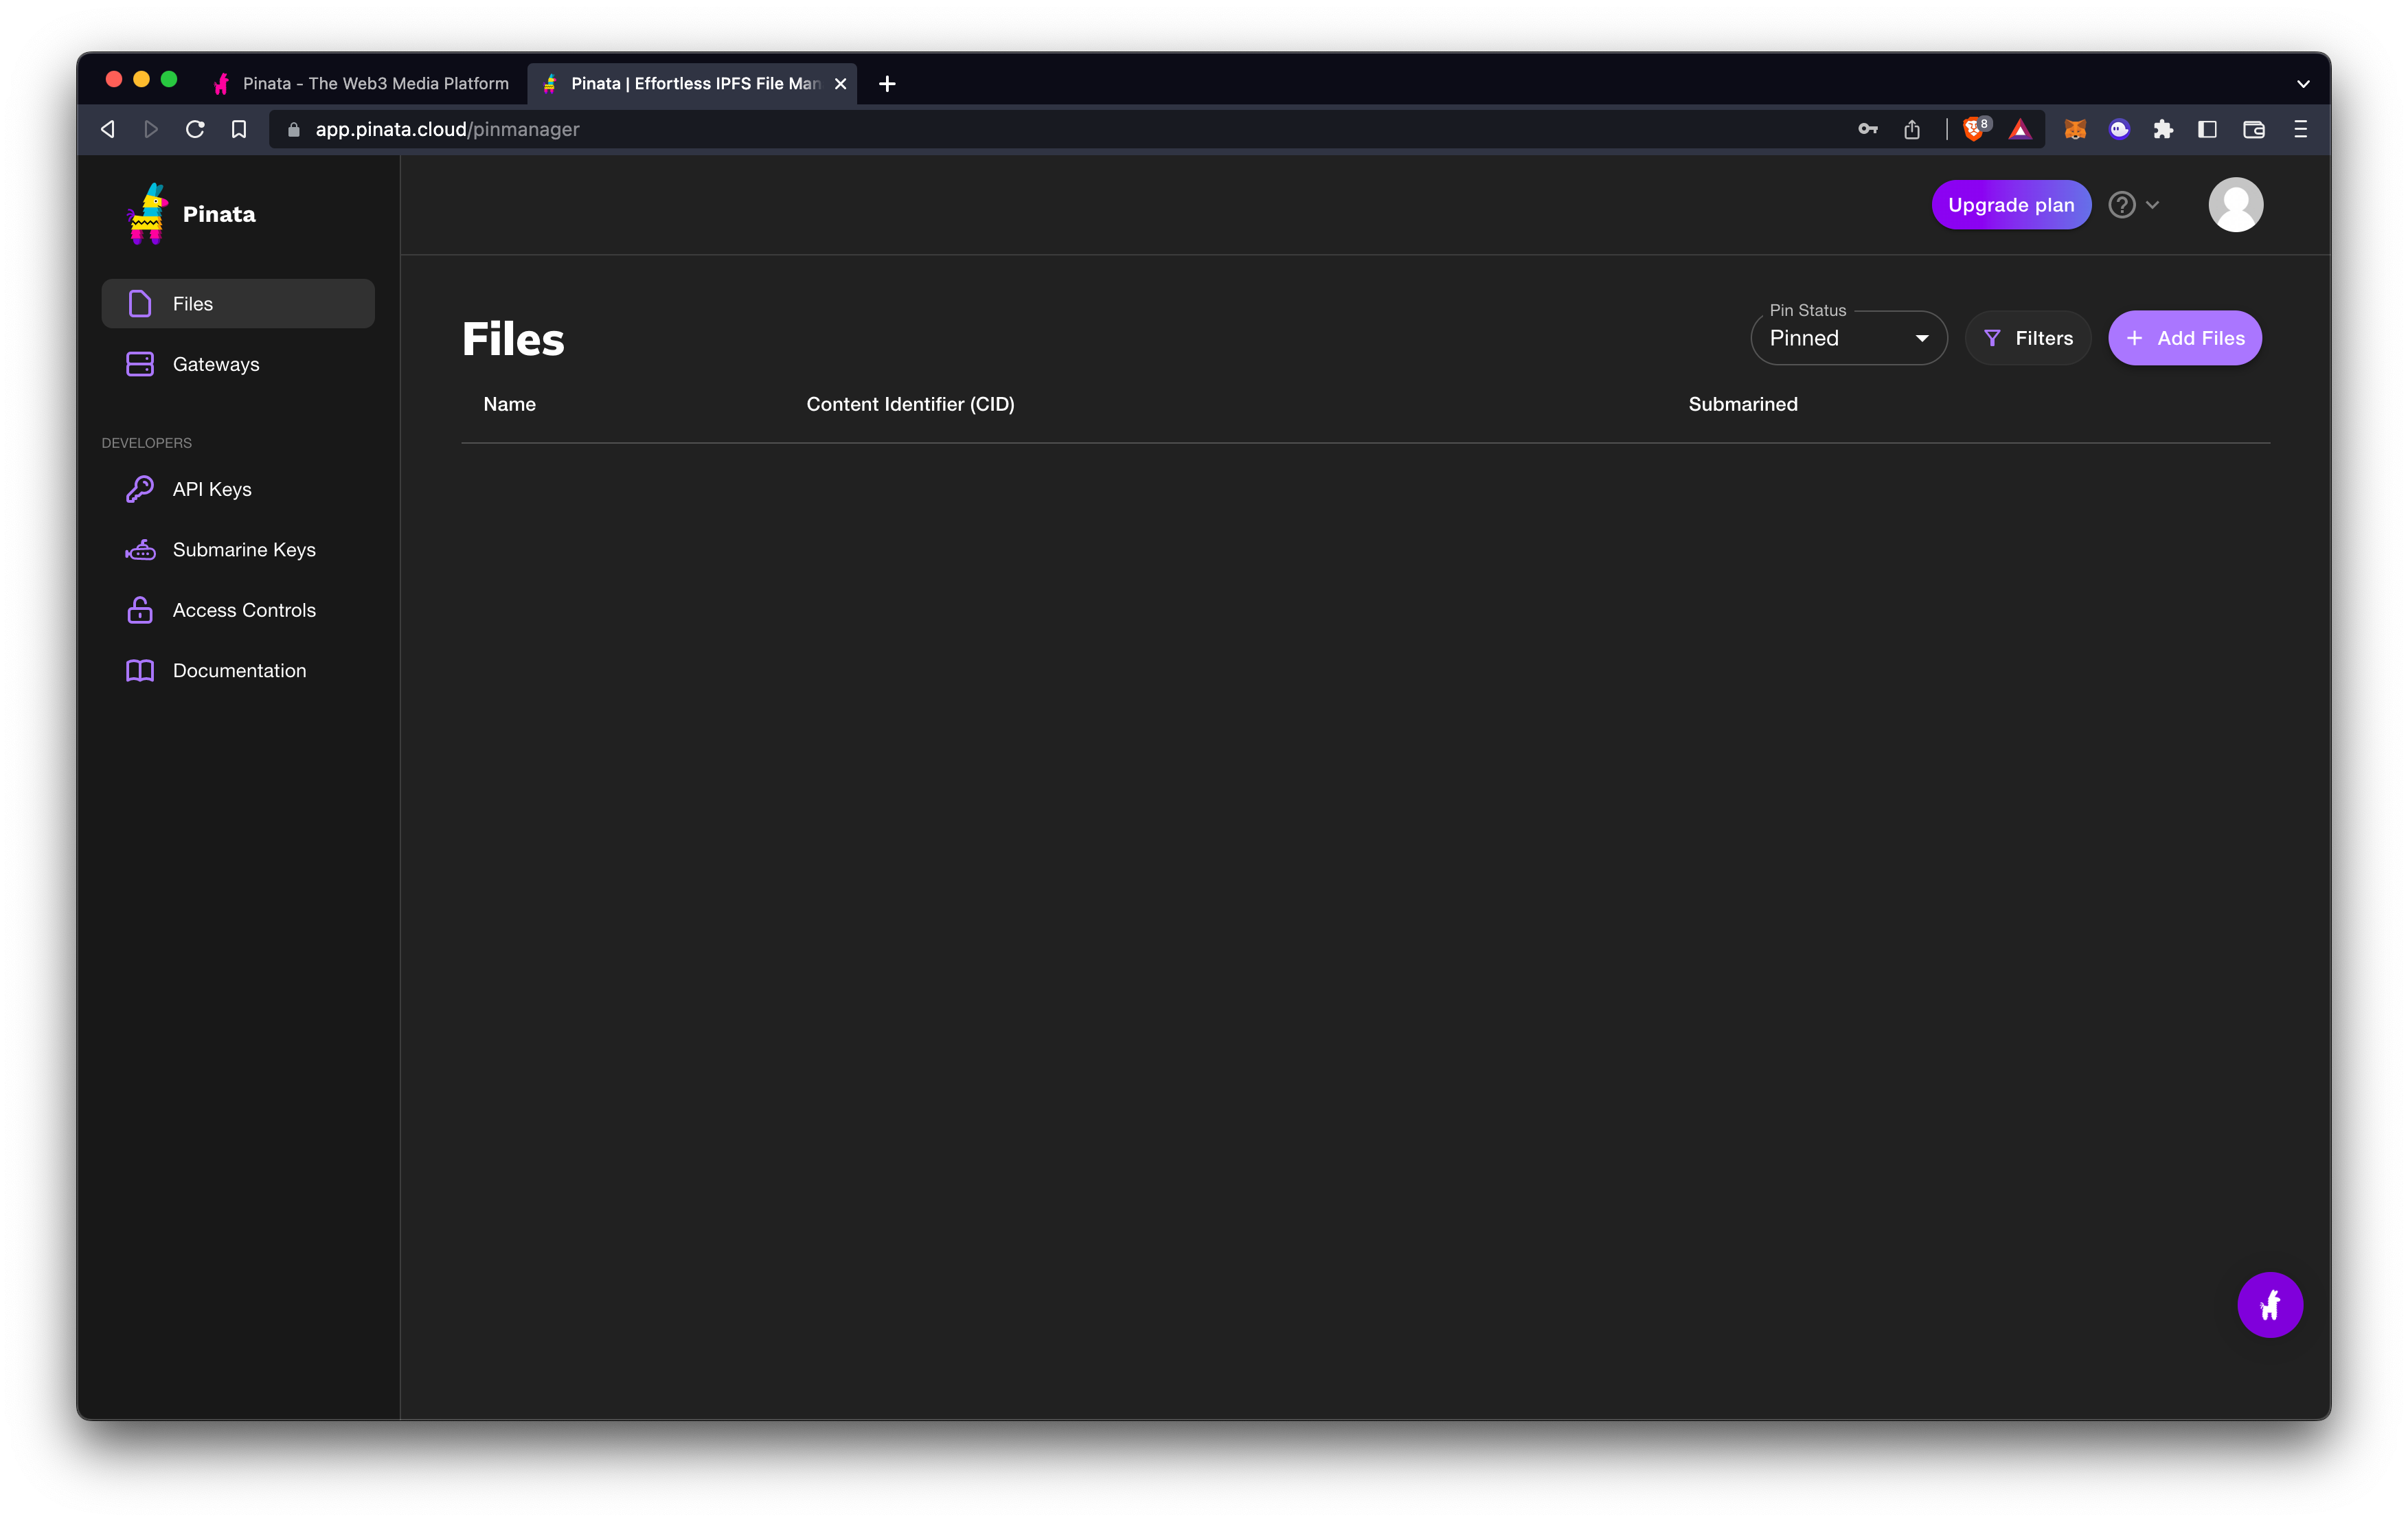 Pinata - The Web3 Media Platform
Pinata | Effortless IPFS File Man
app.pinata.cloud/pinmanager
8
Pinata
Upgrade plan
Files
Gateways
DEVELOPERS
API Keys
Submarine Keys
Access Controls
Documentation
Files
Pin Status
Pinned
Filters
+ Add Files
Name
Content Identifier (CID)
Submarined